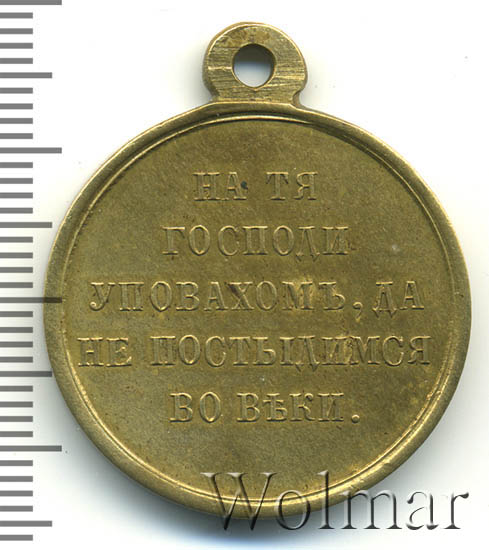 НА ТЯ
ГОСПОДИ
УПОВАХОМЪ, ДА
НЕ ПОСТЫДИМСЯ
ВО ВѢКИ.
Wolmar